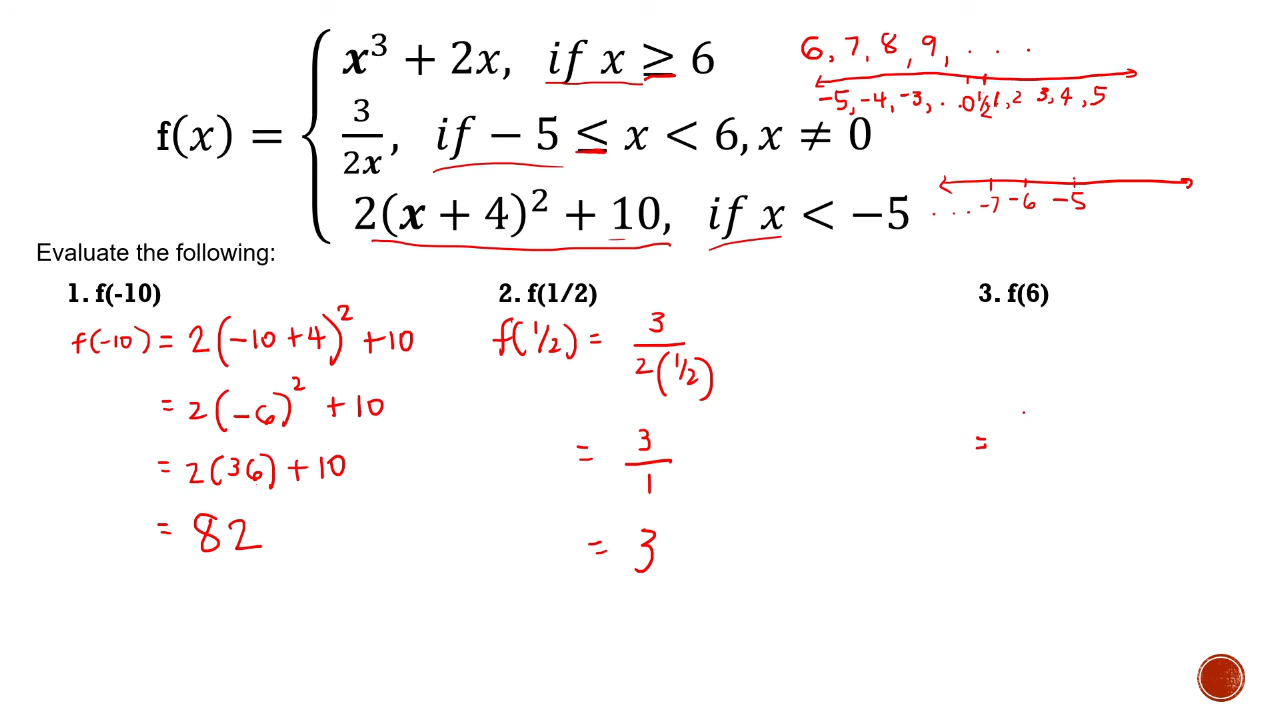 f(x) = { x³ + 2x, if x ≥ 6
3/2x, if − 5 ≤ x < 6, x ≠ 0
2(x + 4)² + 10, if x < −5
6, 7, 8, 9, . . .
-5, -4, -3, . . 0 1/2 1, 2 3, 4, 5
. . . -7 -6 -5
Evaluate the following:
1. f(-10)
f(-10) = 2(-10+4)² + 10
= 2(-6)² + 10
= 2(36) + 10
= 82
2. f(1/2)
f(1/2) = 3/2(1/2)
= 3/1
= 3
3. f(6)
=